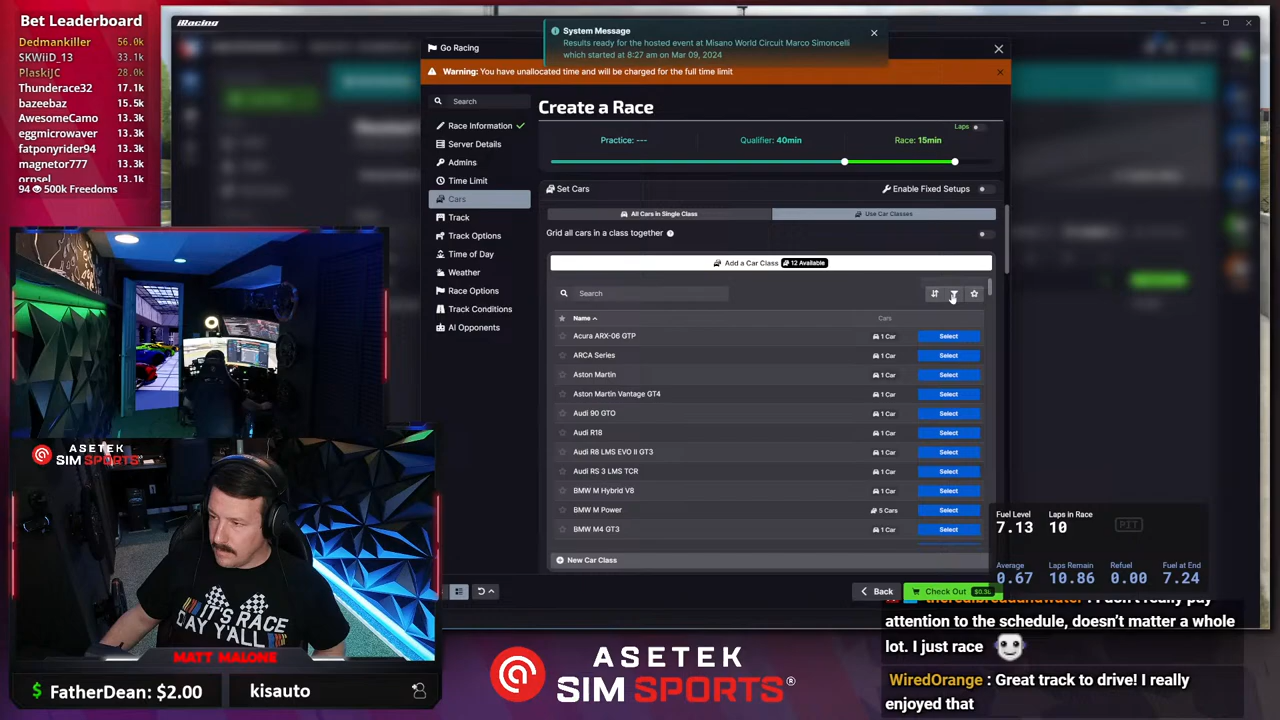 Bet Leaderboard
Dedmankiller 56.0k
SKWiiD_13 33.1k
PlaskiJC 28.0k
Thunderace32 17.1k
bazeebaz 15.5k
AwesomeCamo 13.3k
eggmicrowaver 13.3k
fatponyrider94 13.3k
magnetor777 13.3k
ornsel 13.1k
94 500k Freedoms
iRacing
Go Racing
System Message
Results ready for the hosted event at Misano World Circuit Marco Simoncelli
which started at 8:27 am on Mar 09, 2024
Warning: You have unallocated time and will be charged for the full time limit
Search
Race Information
Server Details
Admins
Time Limit
Cars
Track
Track Options
Time of Day
Weather
Race Options
Track Conditions
AI Opponents
Create a Race
Laps
Practice: ---
Qualifier: 40min
Race: 15min
Set Cars
Enable Fixed Setups
All Cars in Single Class
Use Car Classes
Grid all cars in a class together
Add a Car Class 12 Available
Search
Name
Cars
Acura ARX-06 GTP 1 Car Select
ARCA Series 1 Car Select
Aston Martin 1 Car Select
Aston Martin Vantage GT4 1 Car Select
Audi 90 GTO 1 Car Select
Audi R18 1 Car Select
Audi R8 LMS EVO II GT3 1 Car Select
Audi RS 3 LMS TCR 1 Car Select
BMW M Hybrid V8 1 Car Select
BMW M Power 5 Cars Select
BMW M4 GT3 1 Car Select
New Car Class
Back
Check Out
Fuel Level
7.13
Laps in Race
10
PIT
Average
0.67
Laps Remain
10.86
Refuel
0.00
Fuel at End
7.24
ASETEK
SIM SPORTS
IT'S RACE
DAY Y'ALL
MATT MALONE
$ FatherDean: $2.00
kisauto
ASETEK
SIM SPORTS®
attention to the schedule, doesn't matter a whole
lot. I just race
WiredOrange : Great track to drive! I really
enjoyed that